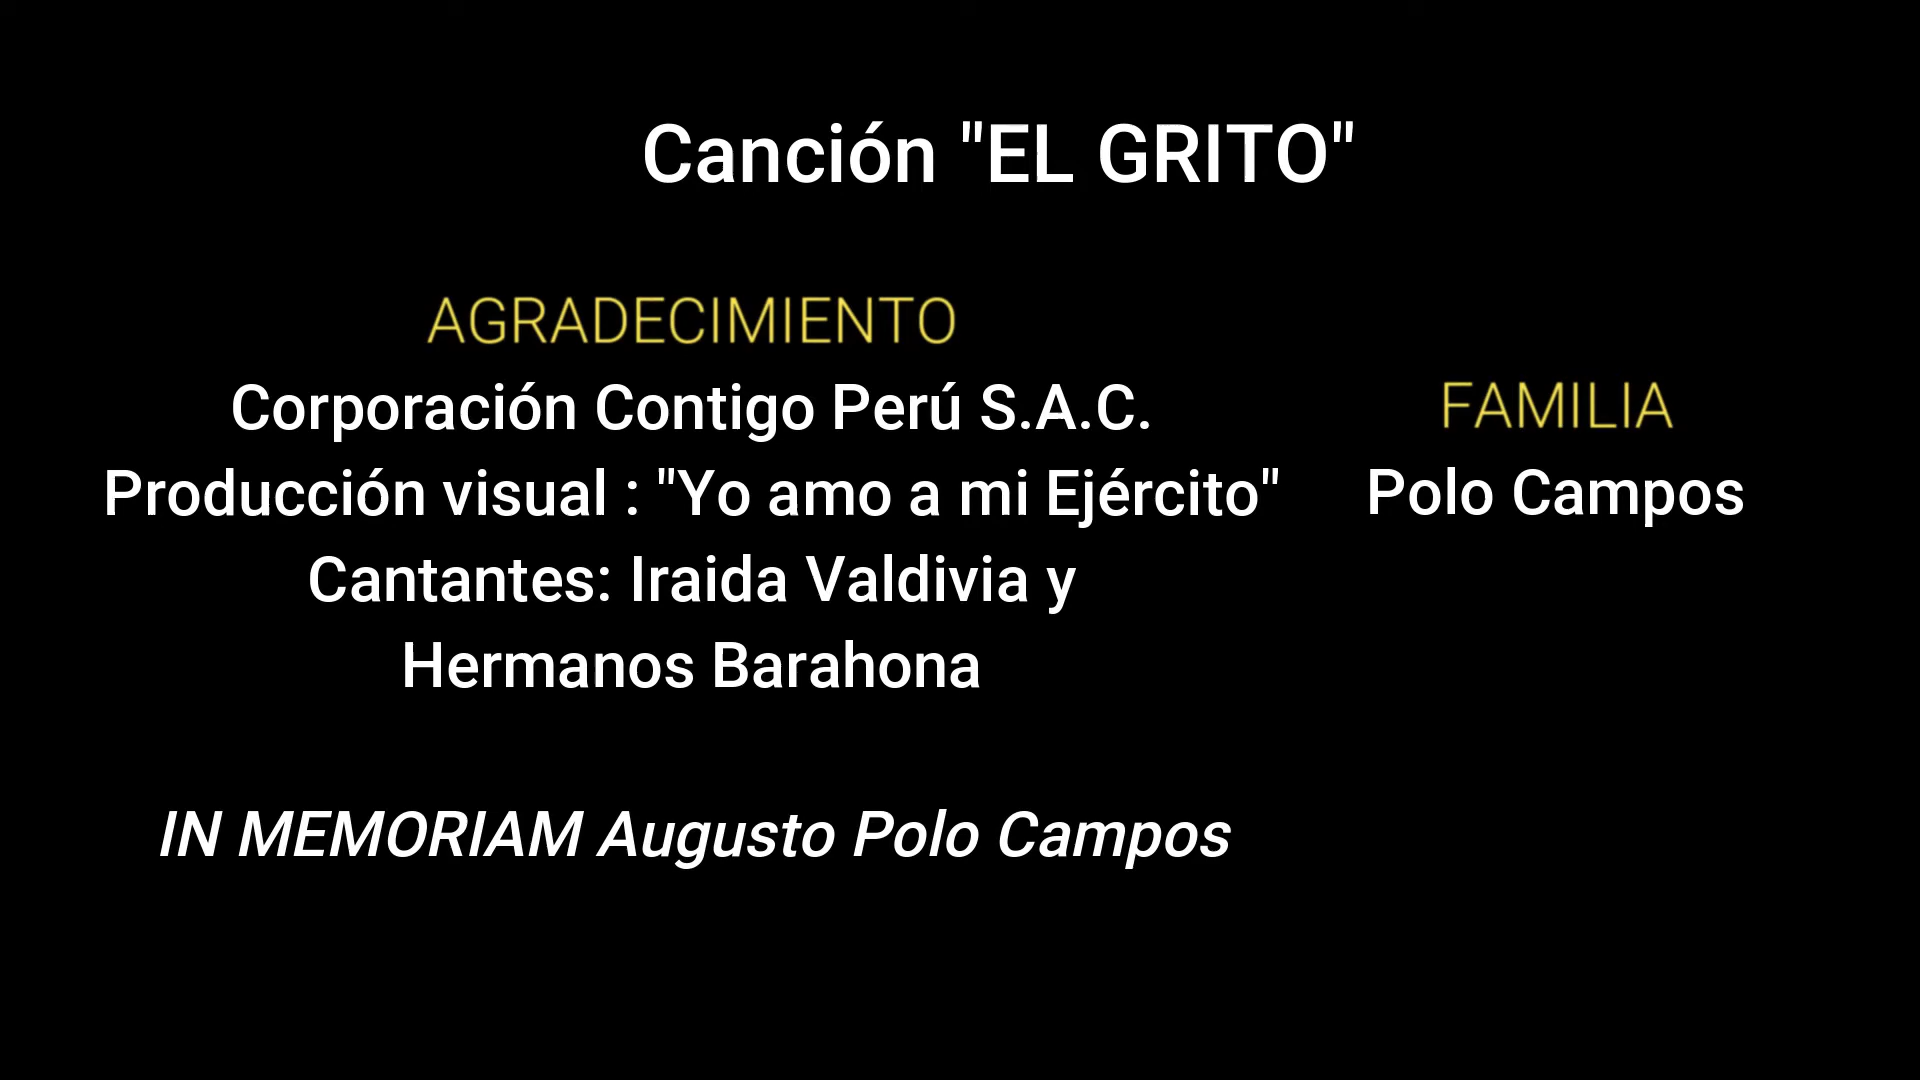 Canción "EL GRITO"
AGRADECIMIENTO
Corporación Contigo Perú S.A.C.
Producción visual : "Yo amo a mi Ejército"
Cantantes: Iraida Valdivia y
Hermanos Barahona
FAMILIA
Polo Campos
IN MEMORIAM Augusto Polo Campos